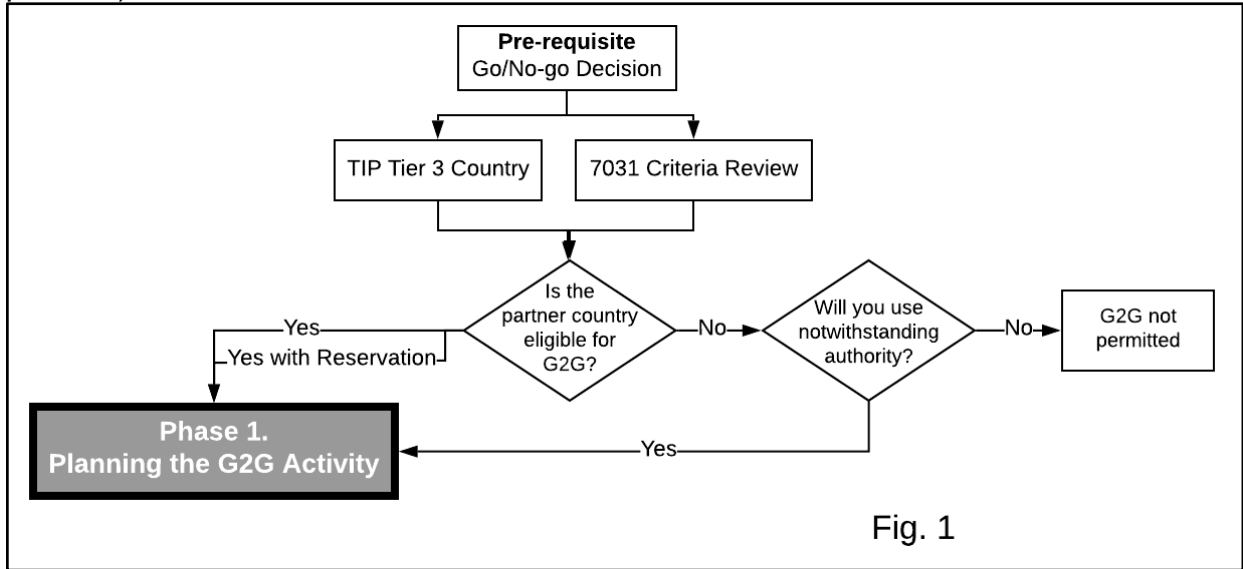 Pre-requisite
Go/No-go Decision
TIP Tier 3 Country
7031 Criteria Review
Is the
partner country
eligible for
G2G?
Yes
Yes with Reservation
No
Will you use
notwithstanding
authority?
No
G2G not
permitted
Yes
Phase 1.
Planning the G2G Activity
Fig. 1